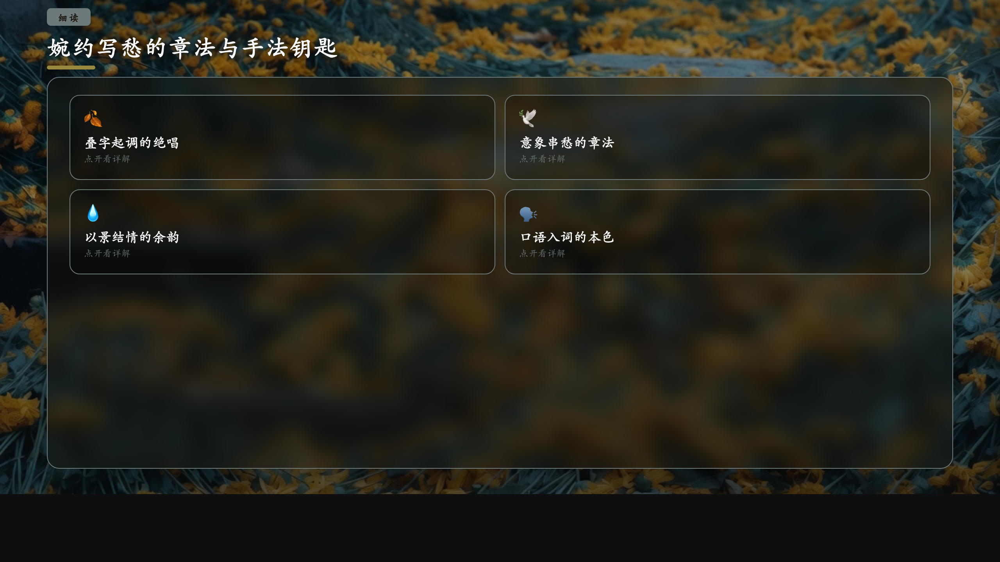 细读
婉约写愁的章法与手法钥匙
叠字起调的绝唱
点开看详解
意象串愁的章法
点开看详解
以景结情的余韵
点开看详解
口语入词的本色
点开看详解